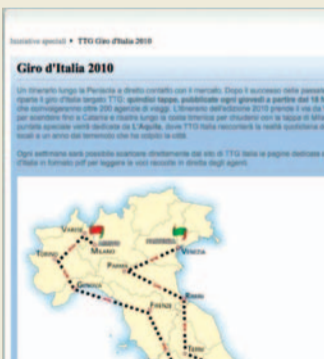 Iniziative speciali • TTG Giro d'Italia 2010
Giro d'Italia 2010
Un itinerario lungo la Penisola a diretto contatto con il mercato. Dopo il successo nelle passate
riparte il giro d'Italia targato TTG: quindici tappe, pubblicate ogni giovedì a partire dal 18
che coinvolgeranno oltre 200 agenzie di viaggi. L'itinerario dell'edizione 2010 prende il via da
per scendere fino a Catania e risalire lungo la costa tirrenica per chiudersi con la tappa di
puntata speciale verrà dedicata da L'Aquila, dove TTG Italia racconterà la realtà quotidiana
locali a un anno dal terremoto che ha colpito la città.
Ogni settimana sarà possibile scaricare direttamente dal sito di TTG Italia le pagine dedicate
d'Italia in formato pdf per leggere le voci raccolte in diretta dagli agenti.
VARESE
MILANO
VENEZIA
TORINO
PARMA
GENOVA
RIMINI
FIRENZE
TERNI